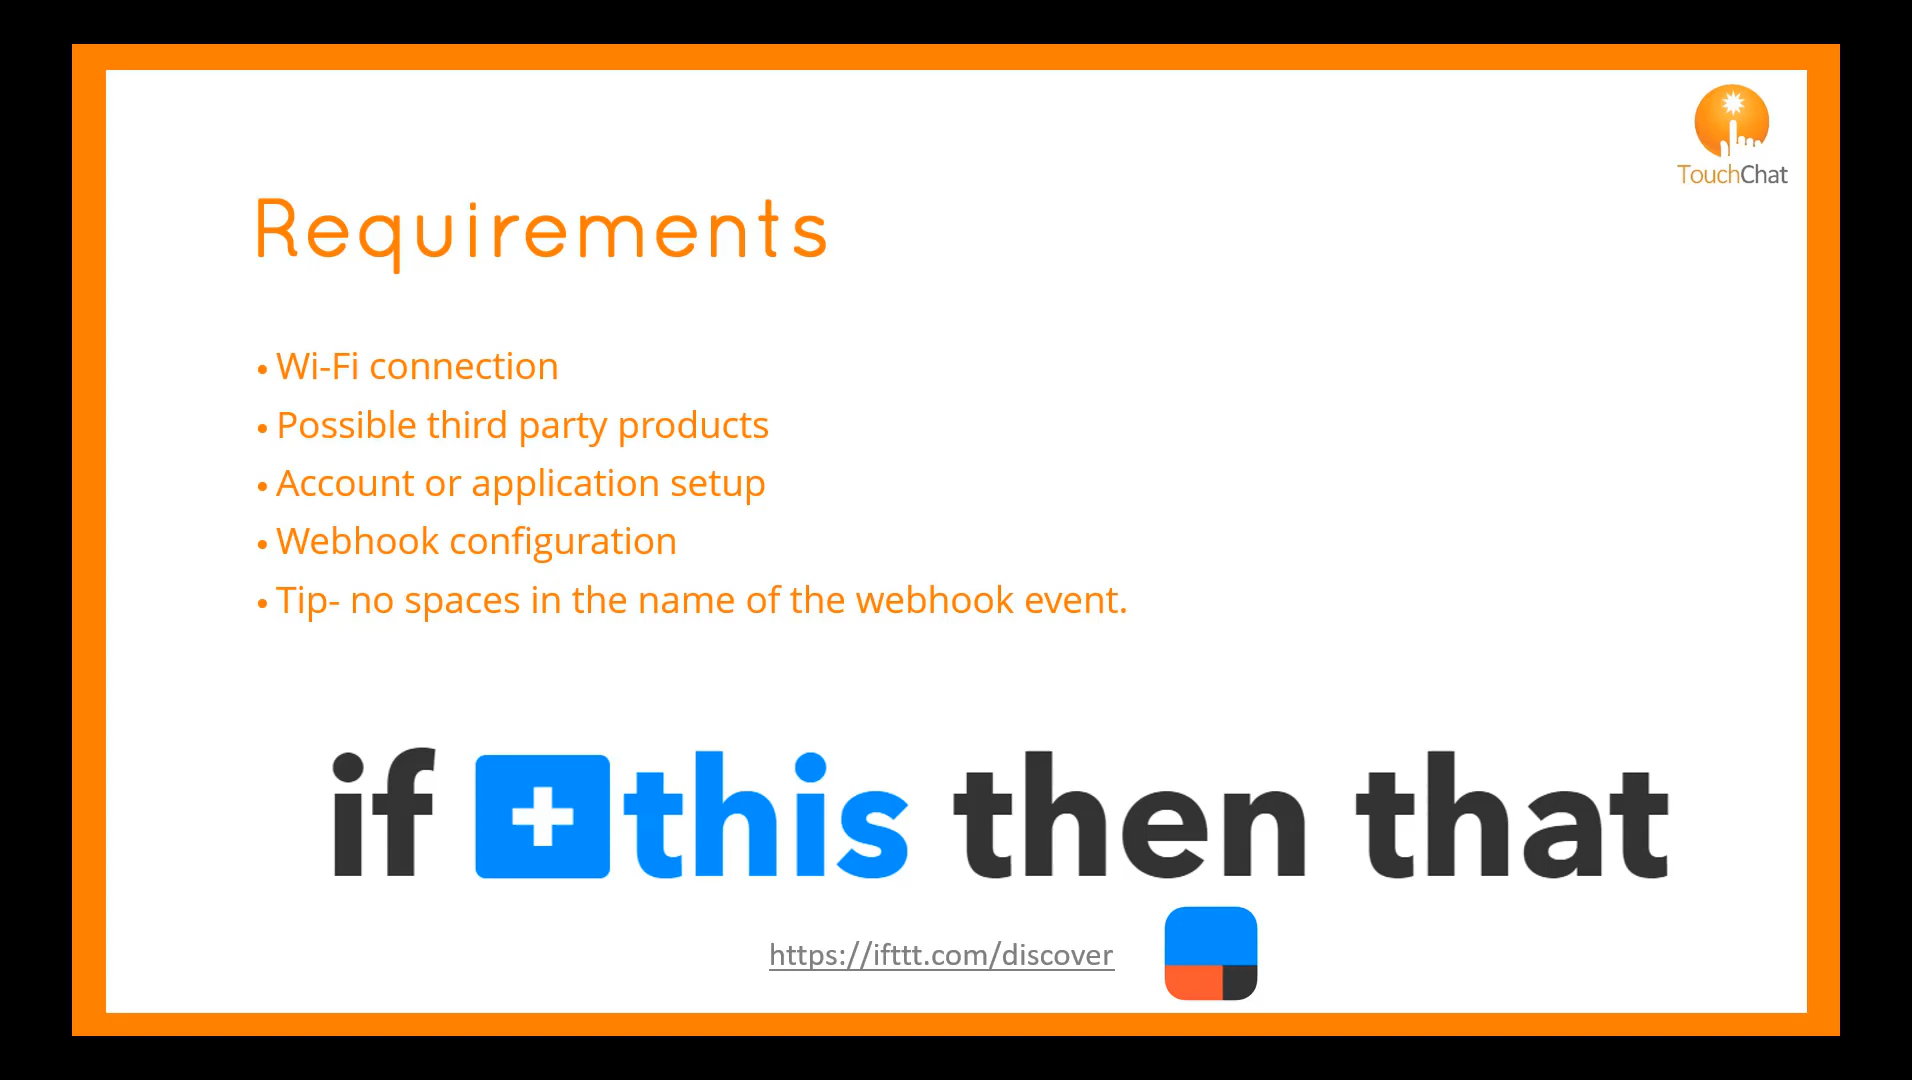 TouchChat
Requirements
• Wi-Fi connection
• Possible third party products
• Account or application setup
• Webhook configuration
• Tip- no spaces in the name of the webhook event.
if + this then that
https://ifttt.com/discover